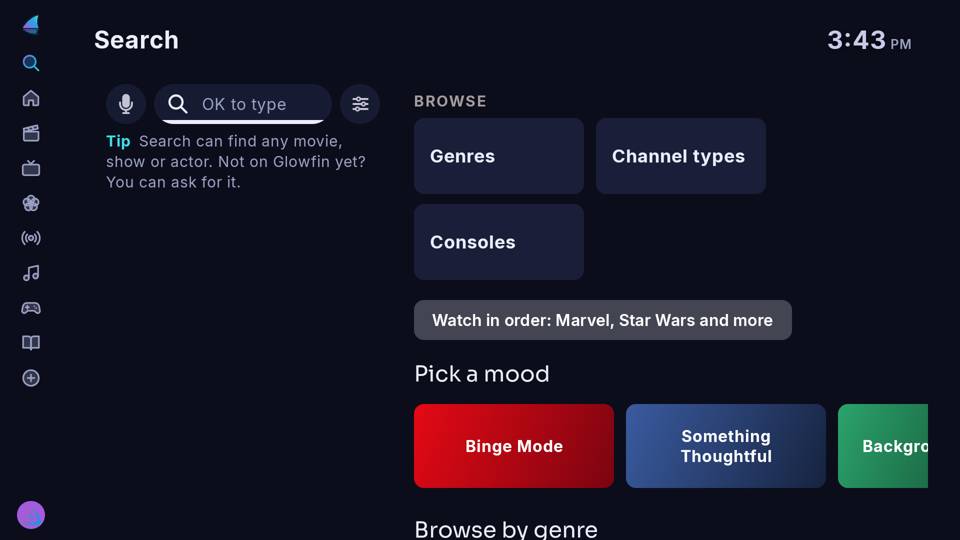 Search
3:43 PM
OK to type
Tip Search can find any movie,
show or actor. Not on Glowfin yet?
You can ask for it.
BROWSE
Genres
Channel types
Consoles
Watch in order: Marvel, Star Wars and more
Pick a mood
Binge Mode
Something
Thoughtful
Backgro
Browse by genre